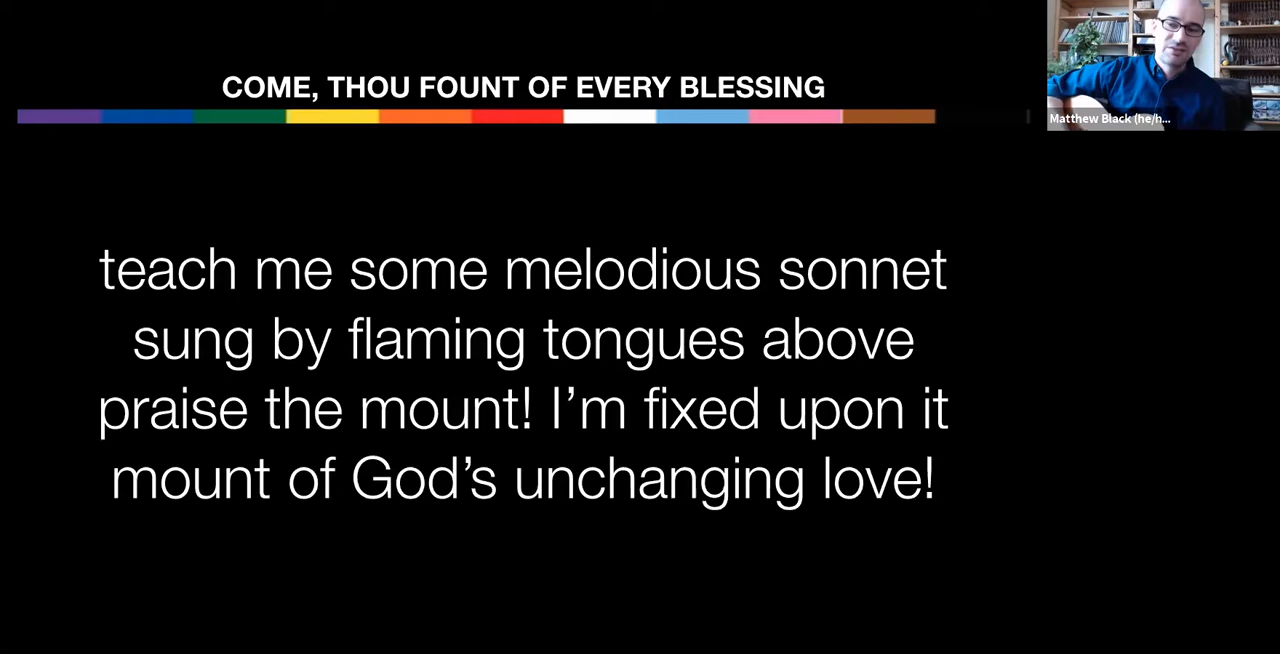 COME, THOU FOUNT OF EVERY BLESSING
Matthew Black (he/h...
teach me some melodious sonnet
sung by flaming tongues above
praise the mount! I’m fixed upon it
mount of God’s unchanging love!